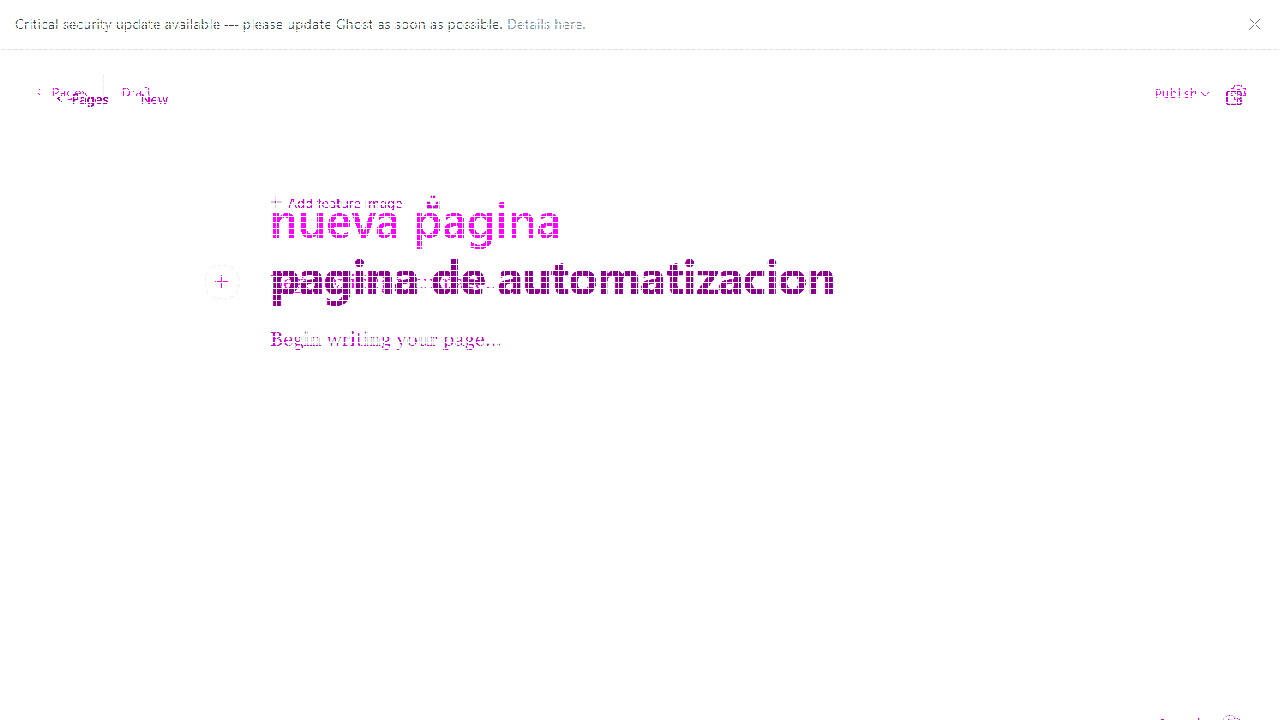 Critical security update available — please update Ghost as soon as possible. Details here.
Pages Draft Publish
Pages New
Add feature image
nueva pagina
pagina de automatizacion
Begin writing your page...